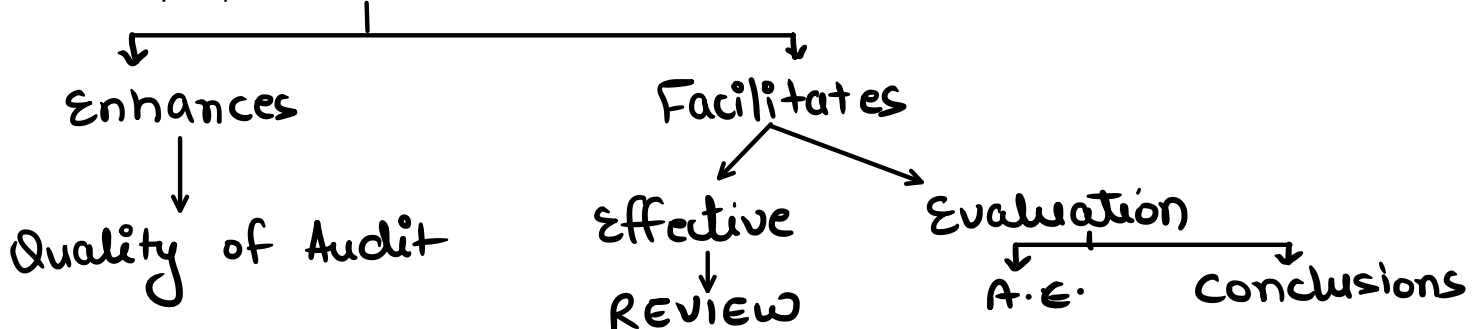 Enhances
Facilitates
Quality of Audit
Effective
Evaluation
REVIEW
A.E.
Conclusions